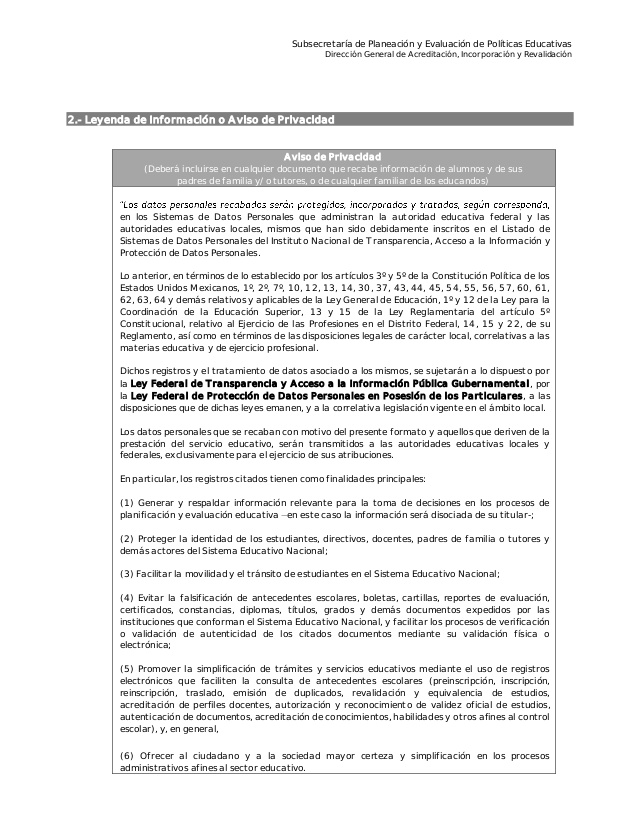 Subsecretaría de Planeación y Evaluación de Políticas Educativas
Dirección General de Acreditación, Incorporación y Revalidación
2.- Leyenda de Información o Aviso de Privacidad
Aviso de Privacidad
(Deberá incluirse en cualquier documento que recabe información de alumnos y de sus
padres de familia y/o tutores, o de cualquier familiar de los educandos)
"Los datos personales recabados serán protegidos, incorporados y tratados, según corresponda,
en los Sistemas de Datos Personales que administran la autoridad educativa federal y las
autoridades educativas locales, mismos que han sido debidamente inscritos en el Listado de
Sistemas de Datos Personales del Instituto Nacional de Transparencia, Acceso a la Información y
Protección de Datos Personales.
Lo anterior, en términos de lo establecido por los artículos 3º y 5º de la Constitución Política de los
Estados Unidos Mexicanos, 1º, 2º, 7º, 10, 12, 13, 14, 30, 37, 43, 44, 45, 54, 55, 56, 57, 60, 61,
62, 63, 64 y demás relativos y aplicables de la Ley General de Educación, 1º y 12 de la Ley para la
Coordinación de la Educación Superior, 13 y 15 de la Ley Reglamentaria del artículo 5º
Constitucional, relativo al Ejercicio de las Profesiones en el Distrito Federal, 14, 15 y 22, de su
Reglamento, así como en términos de las disposiciones legales de carácter local, correlativas a las
materias educativa y de ejercicio profesional.
Dichos registros y el tratamiento de datos asociado a los mismos, se sujetarán a lo dispuesto por
la Ley Federal de Transparencia y Acceso a la Información Pública Gubernamental, por
la Ley Federal de Protección de Datos Personales en Posesión de los Particulares, a las
disposiciones que de dichas leyes emanen, y a la correlativa legislación vigente en el ámbito local.
Los datos personales que se recaban con motivo del presente formato y aquellos que deriven de la
prestación del servicio educativo, serán transmitidos a las autoridades educativas locales y
federales, exclusivamente para el ejercicio de sus atribuciones.
En particular, los registros citados tienen como finalidades principales:
(1) Generar y respaldar información relevante para la toma de decisiones en los procesos de
planificación y evaluación educativa –en este caso la información será disociada de su titular-;
(2) Proteger la identidad de los estudiantes, directivos, docentes, padres de familia o tutores y
demás actores del Sistema Educativo Nacional;
(3) Facilitar la movilidad y el tránsito de estudiantes en el Sistema Educativo Nacional;
(4) Evitar la falsificación de antecedentes escolares, boletas, cartillas, reportes de evaluación,
certificados, constancias, diplomas, títulos, grados y demás documentos expedidos por las
instituciones que conforman el Sistema Educativo Nacional, y facilitar los procesos de verificación
o validación de autenticidad de los citados documentos mediante su validación física o
electrónica;
(5) Promover la simplificación de trámites y servicios educativos mediante el uso de registros
electrónicos que faciliten la consulta de antecedentes escolares (preinscripción, inscripción,
reinscripción, traslado, emisión de duplicados, revalidación y equivalencia de estudios,
acreditación de perfiles docentes, autorización y reconocimiento de validez oficial de estudios,
autenticación de documentos, acreditación de conocimientos, habilidades y otros afines al control
escolar), y, en general,
(6) Ofrecer al ciudadano y a la sociedad mayor certeza y simplificación en los procesos
administrativos afines al sector educativo.